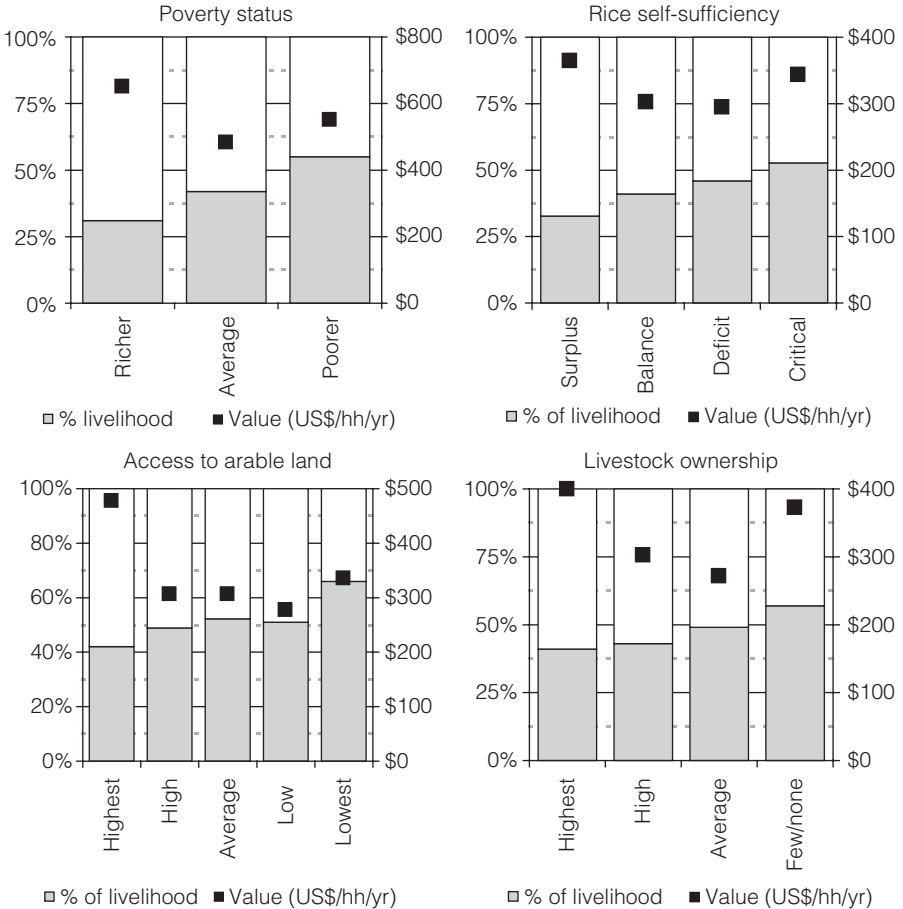 Poverty status
100%
75%
50%
25%
0%
$800
$600
$400
$200
$0
Richer
Average
Poorer
% livelihood Value (US$/hh/yr)
Rice self-sufficiency
100%
75%
50%
25%
0%
$400
$300
$200
$100
$0
Surplus
Balance
Deficit
Critical
% of livelihood Value (US$/hh/yr)
Access to arable land
100%
80%
60%
40%
20%
0%
$500
$400
$300
$200
$100
$0
Highest
High
Average
Low
Lowest
% of livelihood Value (US$/hh/yr)
Livestock ownership
100%
75%
50%
25%
0%
$400
$300
$200
$100
$0
Highest
High
Average
Few/none
% of livelihood Value (US$/hh/yr)